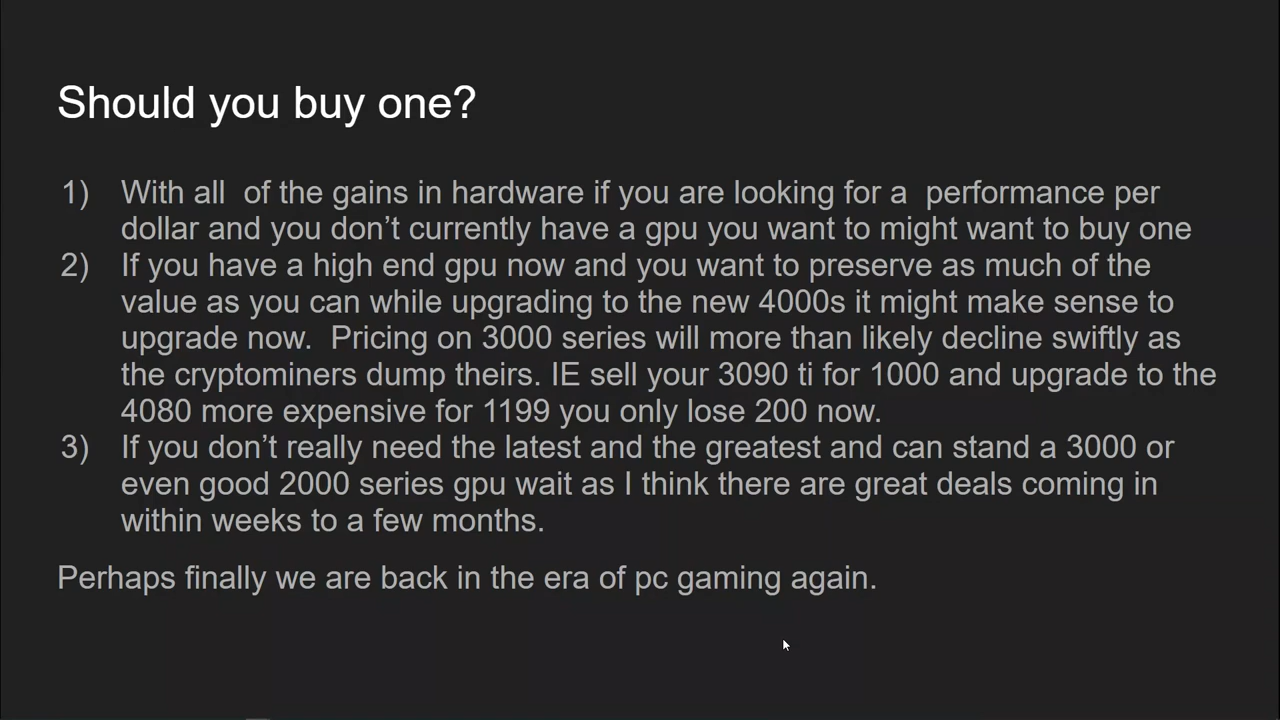 Should you buy one?
1) With all  of the gains in hardware if you are looking for a  performance per
dollar and you don’t currently have a gpu you want to might want to buy one
2) If you have a high end gpu now and you want to preserve as much of the
value as you can while upgrading to the new 4000s it might make sense to
upgrade now.  Pricing on 3000 series will more than likely decline swiftly as
the cryptominers dump theirs. IE sell your 3090 ti for 1000 and upgrade to the
4080 more expensive for 1199 you only lose 200 now.
3) If you don’t really need the latest and the greatest and can stand a 3000 or
even good 2000 series gpu wait as I think there are great deals coming in
within weeks to a few months.
Perhaps finally we are back in the era of pc gaming again.